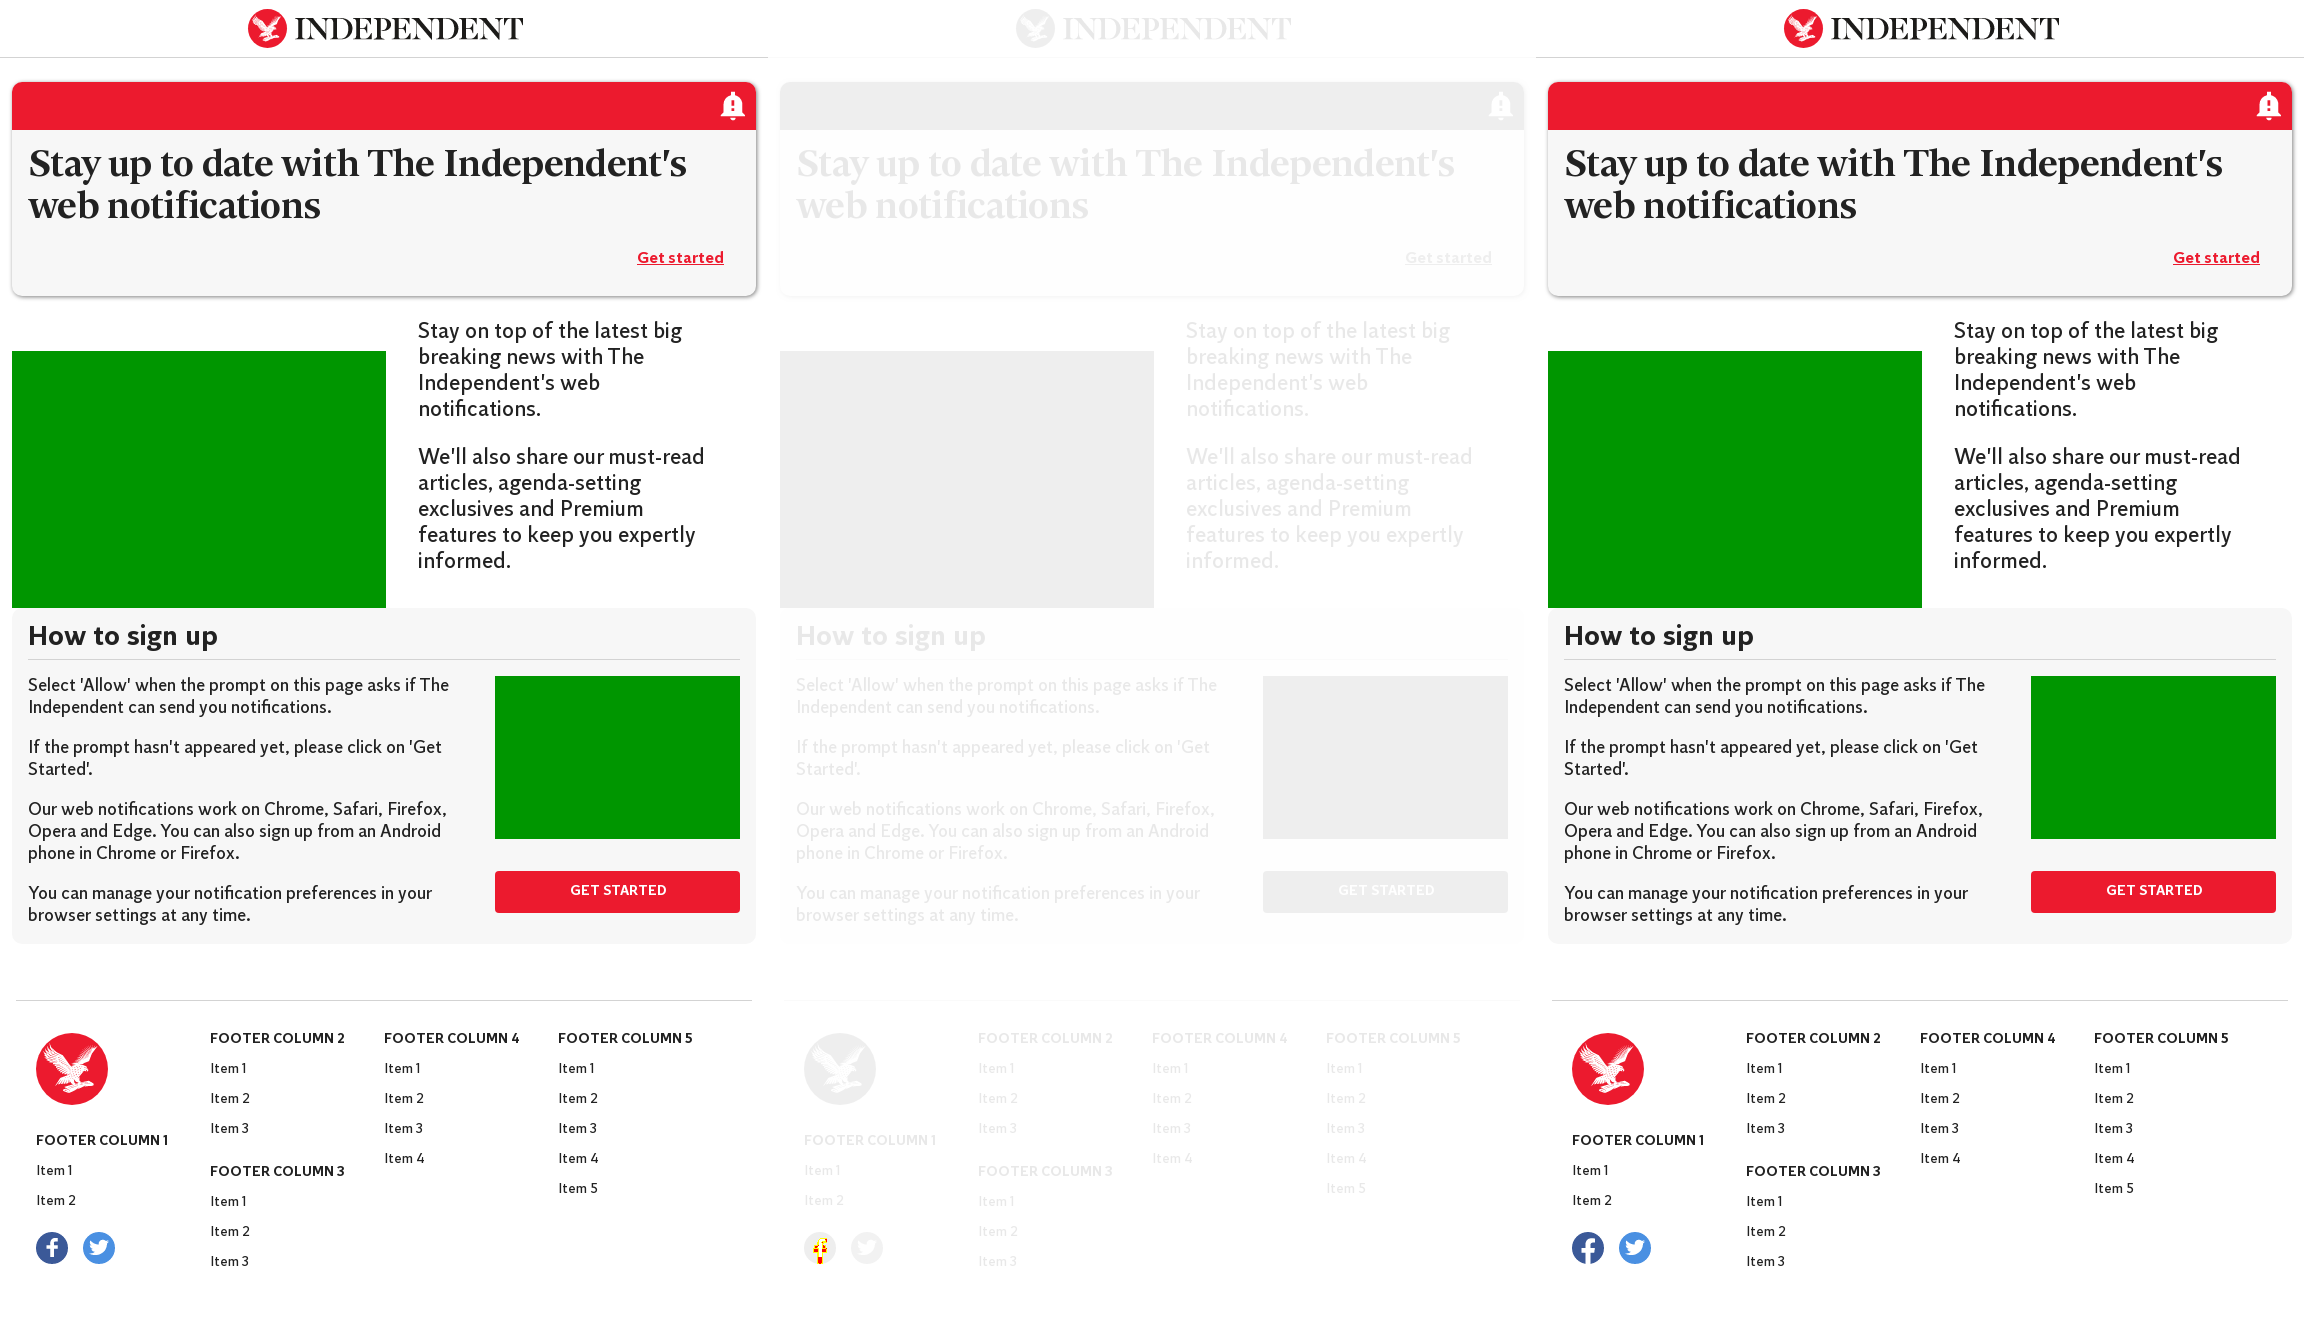 INDEPENDENT
Stay up to date with The Independent's
web notifications
Get started
Stay on top of the latest big
breaking news with The
Independent's web
notifications.
We'll also share our must-read
articles, agenda-setting
exclusives and Premium
features to keep you expertly
informed.
How to sign up
Select 'Allow' when the prompt on this page asks if The
Independent can send you notifications.
If the prompt hasn't appeared yet, please click on 'Get
Started'.
Our web notifications work on Chrome, Safari, Firefox,
Opera and Edge. You can also sign up from an Android
phone in Chrome or Firefox.
You can manage your notification preferences in your
browser settings at any time.
GET STARTED
FOOTER COLUMN 1
Item 1
Item 2
FOOTER COLUMN 2
Item 1
Item 2
Item 3
FOOTER COLUMN 3
Item 1
Item 2
Item 3
FOOTER COLUMN 4
Item 1
Item 2
Item 3
Item 4
FOOTER COLUMN 5
Item 1
Item 2
Item 3
Item 4
Item 5
INDEPENDENT
Stay up to date with The Independent's
web notifications
Get started
Stay on top of the latest big
breaking news with The
Independent's web
notifications.
We'll also share our must-read
articles, agenda-setting
exclusives and Premium
features to keep you expertly
informed.
How to sign up
Select 'Allow' when the prompt on this page asks if The
Independent can send you notifications.
If the prompt hasn't appeared yet, please click on 'Get
Started'.
Our web notifications work on Chrome, Safari, Firefox,
Opera and Edge. You can also sign up from an Android
phone in Chrome or Firefox.
You can manage your notification preferences in your
browser settings at any time.
GET STARTED
FOOTER COLUMN 1
Item 1
Item 2
FOOTER COLUMN 2
Item 1
Item 2
Item 3
FOOTER COLUMN 3
Item 1
Item 2
Item 3
FOOTER COLUMN 4
Item 1
Item 2
Item 3
Item 4
FOOTER COLUMN 5
Item 1
Item 2
Item 3
Item 4
Item 5
INDEPENDENT
Stay up to date with The Independent's
web notifications
Get started
Stay on top of the latest big
breaking news with The
Independent's web
notifications.
We'll also share our must-read
articles, agenda-setting
exclusives and Premium
features to keep you expertly
informed.
How to sign up
Select 'Allow' when the prompt on this page asks if The
Independent can send you notifications.
If the prompt hasn't appeared yet, please click on 'Get
Started'.
Our web notifications work on Chrome, Safari, Firefox,
Opera and Edge. You can also sign up from an Android
phone in Chrome or Firefox.
You can manage your notification preferences in your
browser settings at any time.
GET STARTED
FOOTER COLUMN 1
Item 1
Item 2
FOOTER COLUMN 2
Item 1
Item 2
Item 3
FOOTER COLUMN 3
Item 1
Item 2
Item 3
FOOTER COLUMN 4
Item 1
Item 2
Item 3
Item 4
FOOTER COLUMN 5
Item 1
Item 2
Item 3
Item 4
Item 5